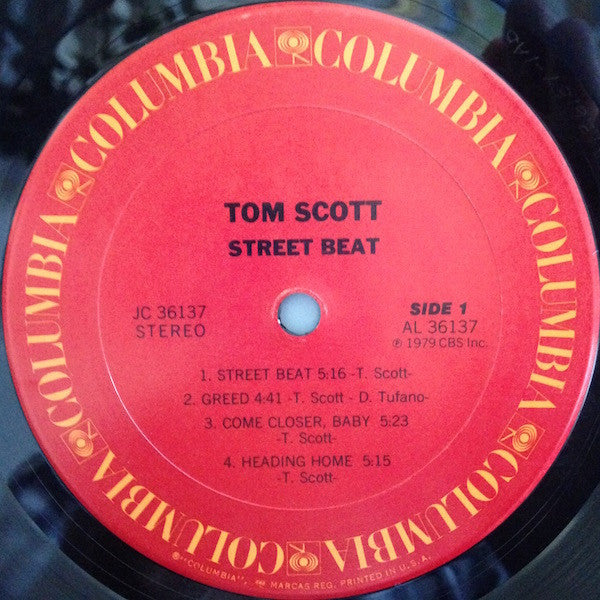 COLUMBIA COLUMBIA COLUMBIA COLUMBIA COLUMBIA COLUMBIA
TOM SCOTT
STREET BEAT
JC 36137
STEREO
SIDE 1
AL 36137
℗ 1979 CBS Inc.
1. STREET BEAT 5:16 -T. Scott-
2. GREED 4:41 -T. Scott - D. Tufano-
3. COME CLOSER, BABY 5:23
-T. Scott-
4. HEADING HOME 5:15
-T. Scott-
"COLUMBIA", MARCAS REG. PRINTED IN U.S.A.